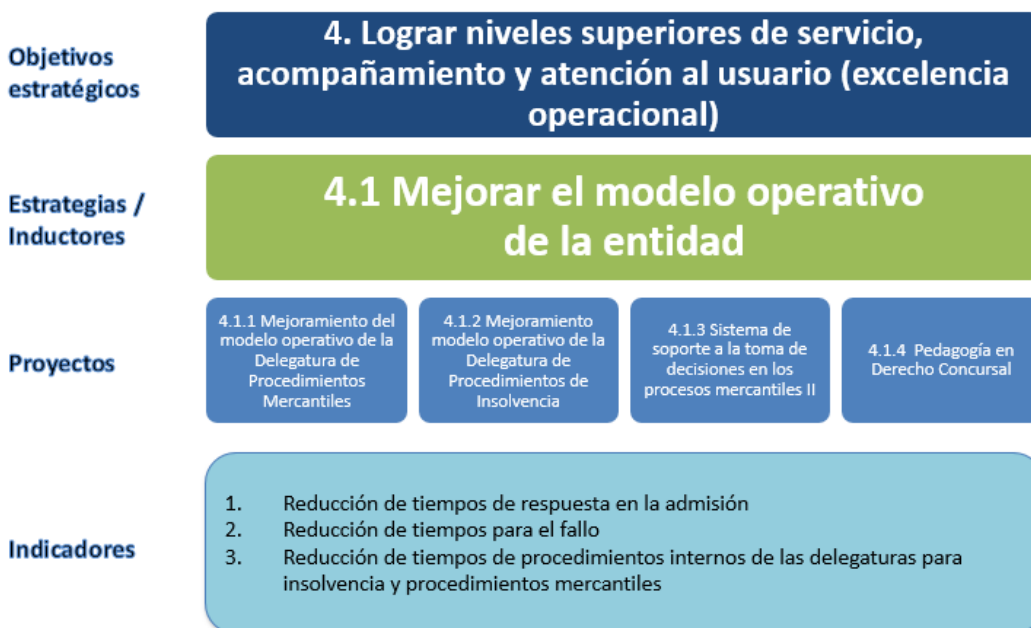 Objetivos
estratégicos
4. Lograr niveles superiores de servicio,
acompañamiento y atención al usuario (excelencia
operacional)
Estrategias /
Inductores
4.1 Mejorar el modelo operativo
de la entidad
Proyectos
4.1.1 Mejoramiento del
modelo operativo de la
Delegatura de
Procedimientos
Mercantiles
4.1.2 Mejoramiento
modelo operativo de la
Delegatura de
Procedimientos de
Insolvencia
4.1.3 Sistema de
soporte a la toma de
decisiones en los
procesos mercantiles II
4.1.4 Pedagogía en
Derecho Concursal
Indicadores
1. Reducción de tiempos de respuesta en la admisión
2. Reducción de tiempos para el fallo
3. Reducción de tiempos de procedimientos internos de las delegaturas para
insolvencia y procedimientos mercantiles